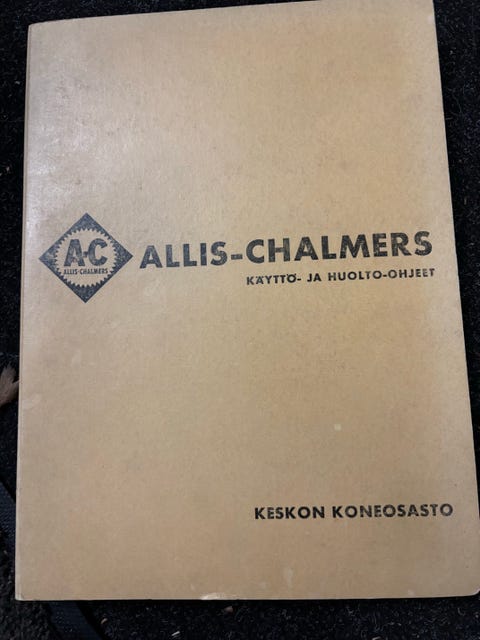 A-C
ALLIS-CHALMERS
ALLIS-CHALMERS
KÄYTTÖ- JA HUOLTO-OHJEET
KESKON KONEOSASTO